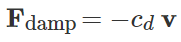 F_damp = −c_d v